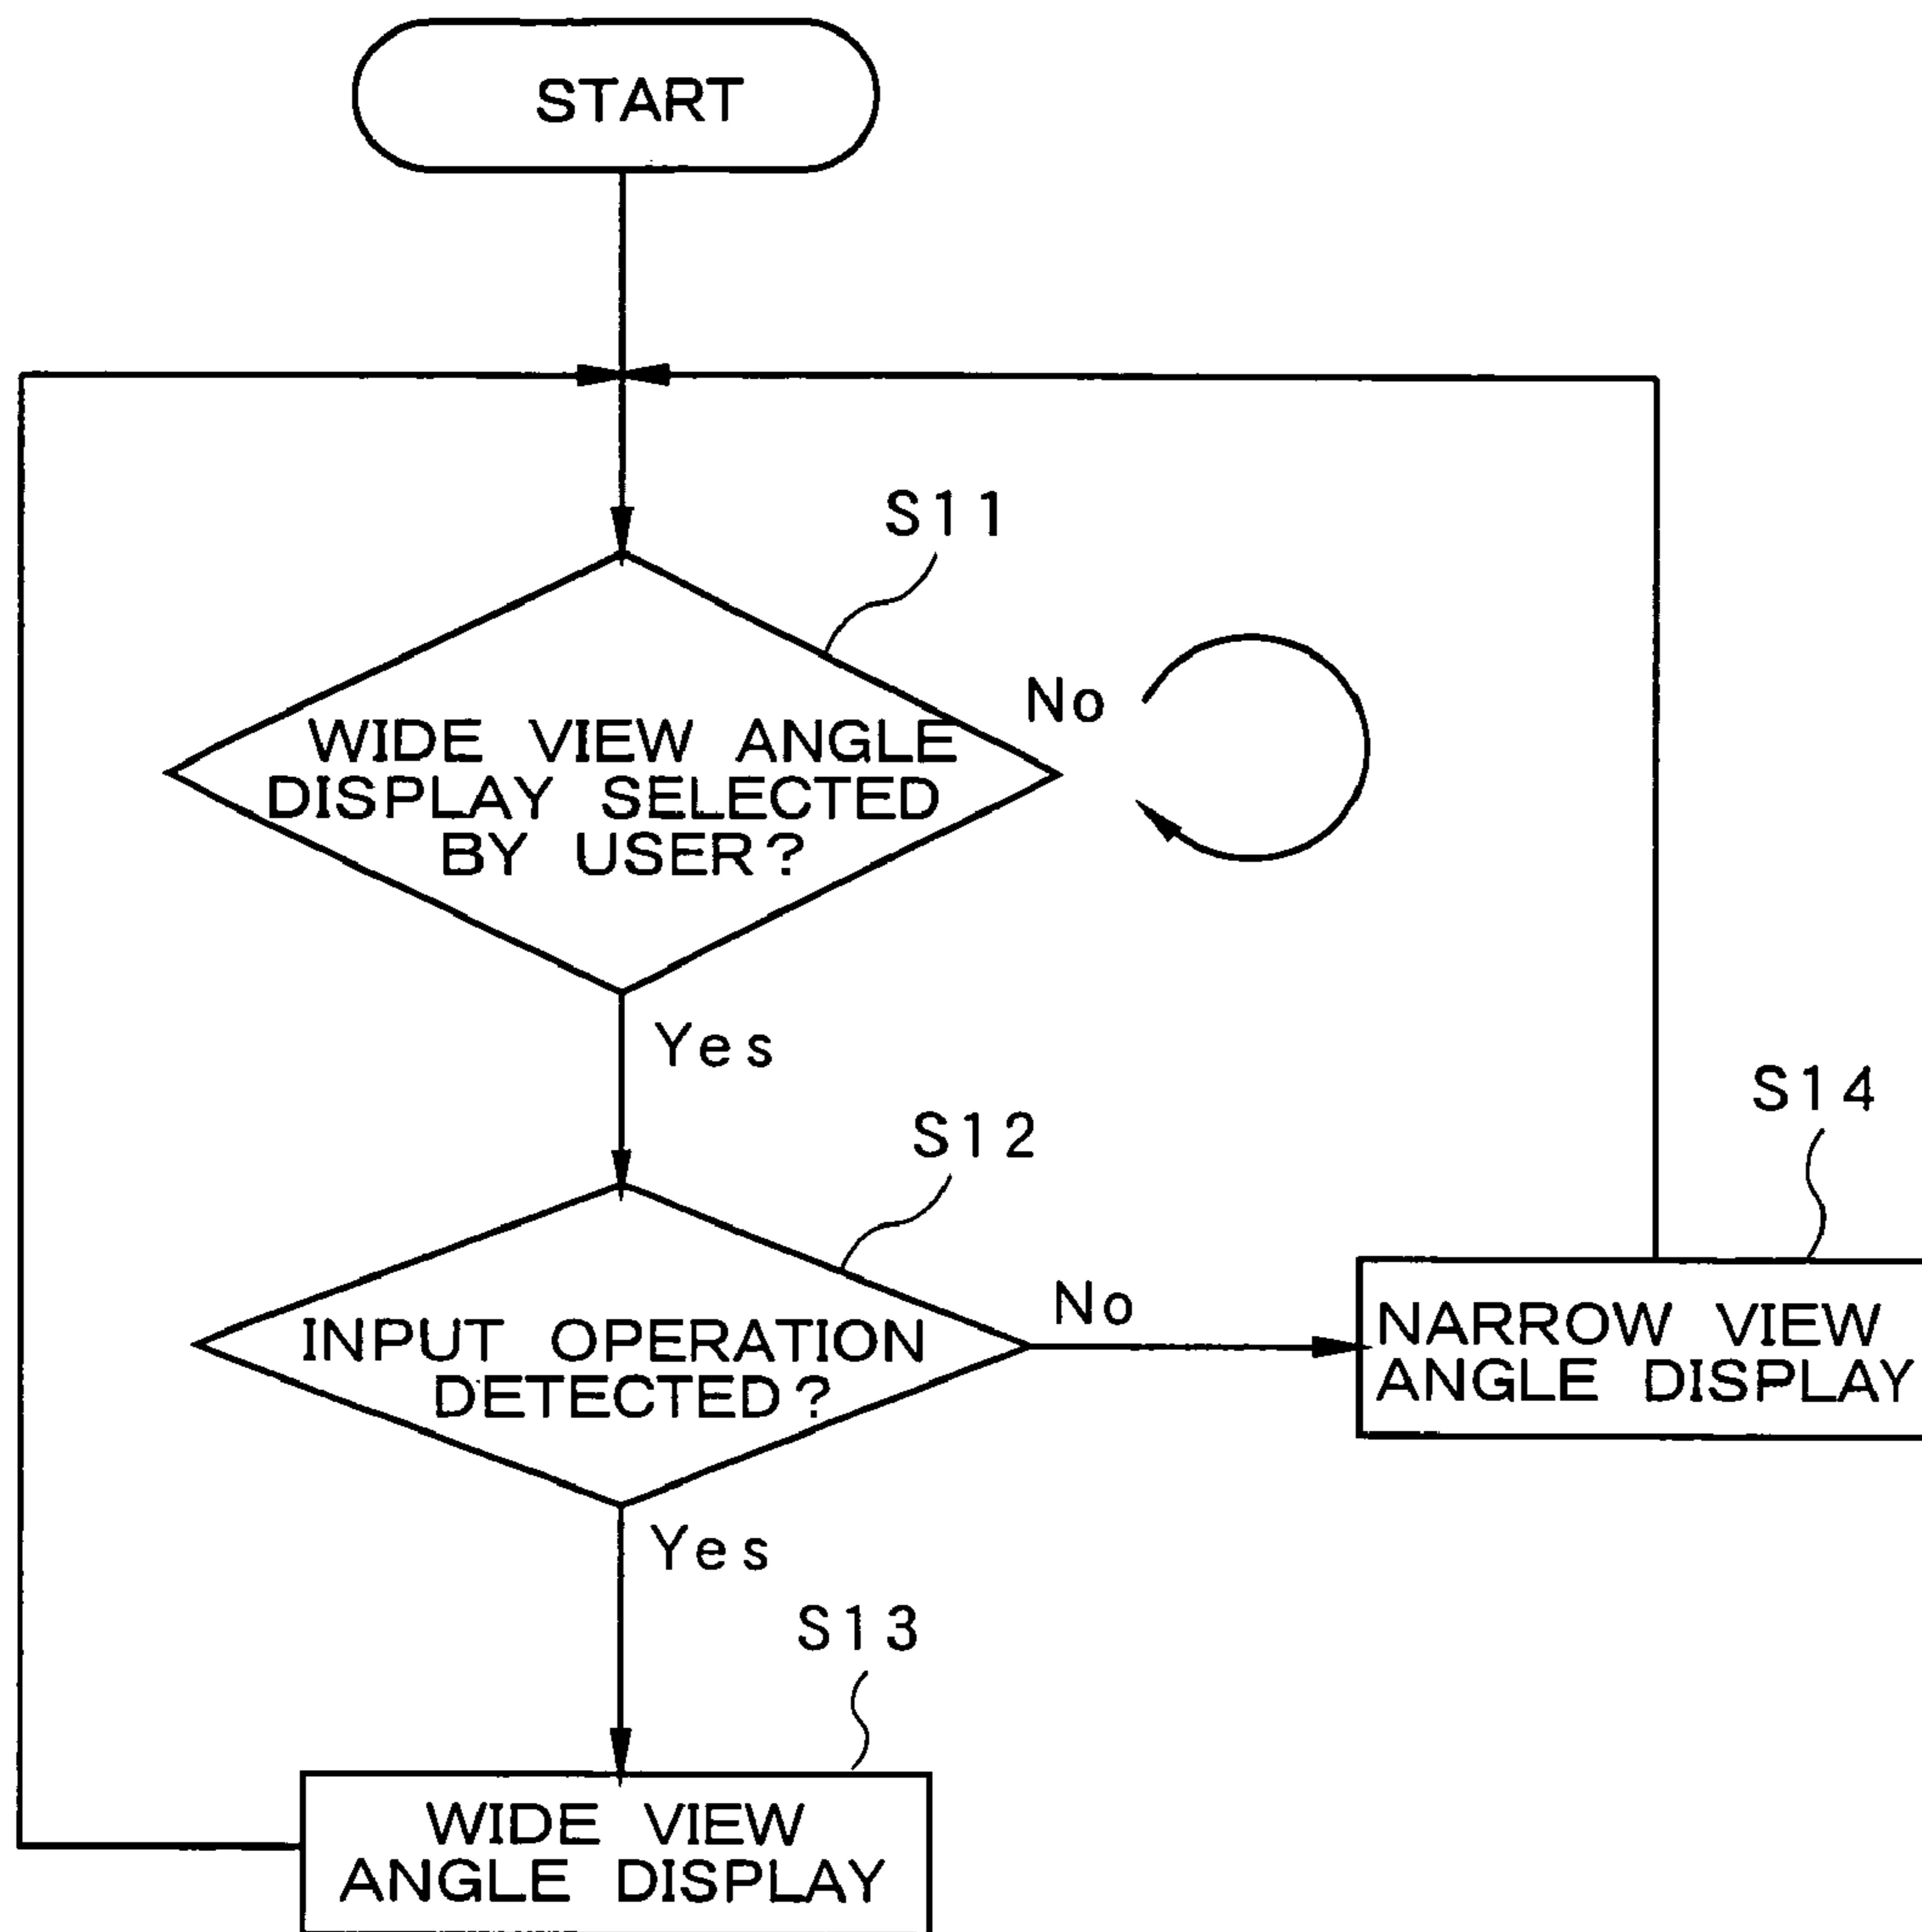 START
S11
No
WIDE VIEW ANGLE
DISPLAY SELECTED
BY USER?
Yes
S14
S12
No
INPUT OPERATION
DETECTED?
NARROW VIEW
ANGLE DISPLAY
Yes
S13
WIDE VIEW
ANGLE DISPLAY